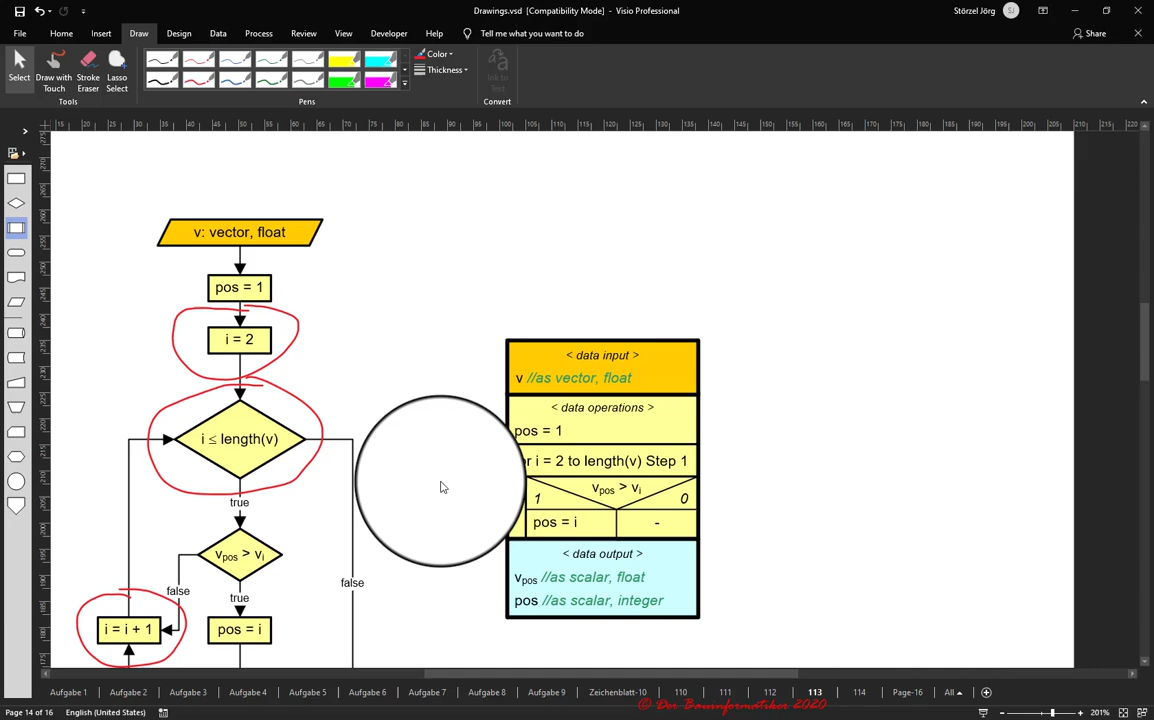 Drawings.vsd [Compatibility Mode] - Visio Professional
Störzel Jörg
SJ
File Home Insert Draw Design Data Process Review View Developer Help Tell me what you want to do
Share
Select
Draw with Touch
Stroke Eraser
Lasso Select
Color
Thickness
Ink to Text
Tools
Pens
Convert
v: vector, float
pos = 1
i = 2
i ≤ length(v)
true
false
vpos > vi
false
true
i = i + 1
pos = i
< data input >
v //as vector, float
< data operations >
pos = 1
r i = 2 to length(v) Step 1
vpos > vi
1
0
pos = i
-
< data output >
vpos //as scalar, float
pos //as scalar, integer
Aufgabe 1 Aufgabe 2 Aufgabe 3 Aufgabe 4 Aufgabe 5 Aufgabe 6 Aufgabe 7 Aufgabe 8 Aufgabe 9 Zeichenblatt-10 110 111 112 113 114 Page-16 All
© Der Bauinformatiker 2020
Page 14 of 16 English (United States)
201%